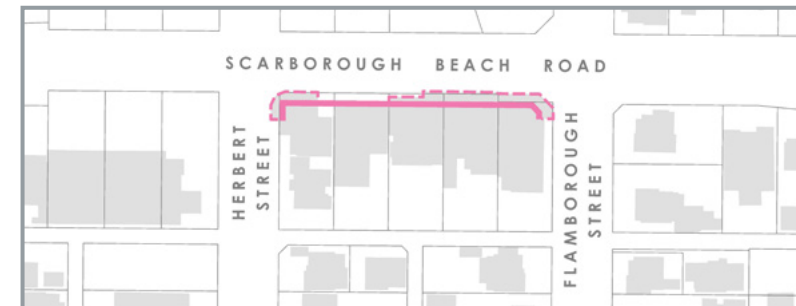 SCARBOROUGH BEACH ROAD
HERBERT
STREET
FLAMBOROUGH
STREET